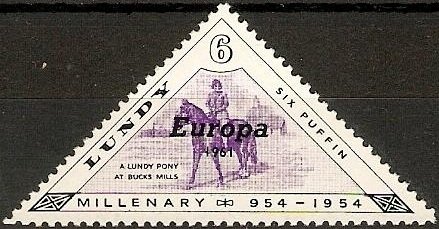 6
LUNDY
SIX PUFFIN
Europa
1961
A LUNDY PONY
AT BUCKS MILLS
MILLENARY 954 - 1954